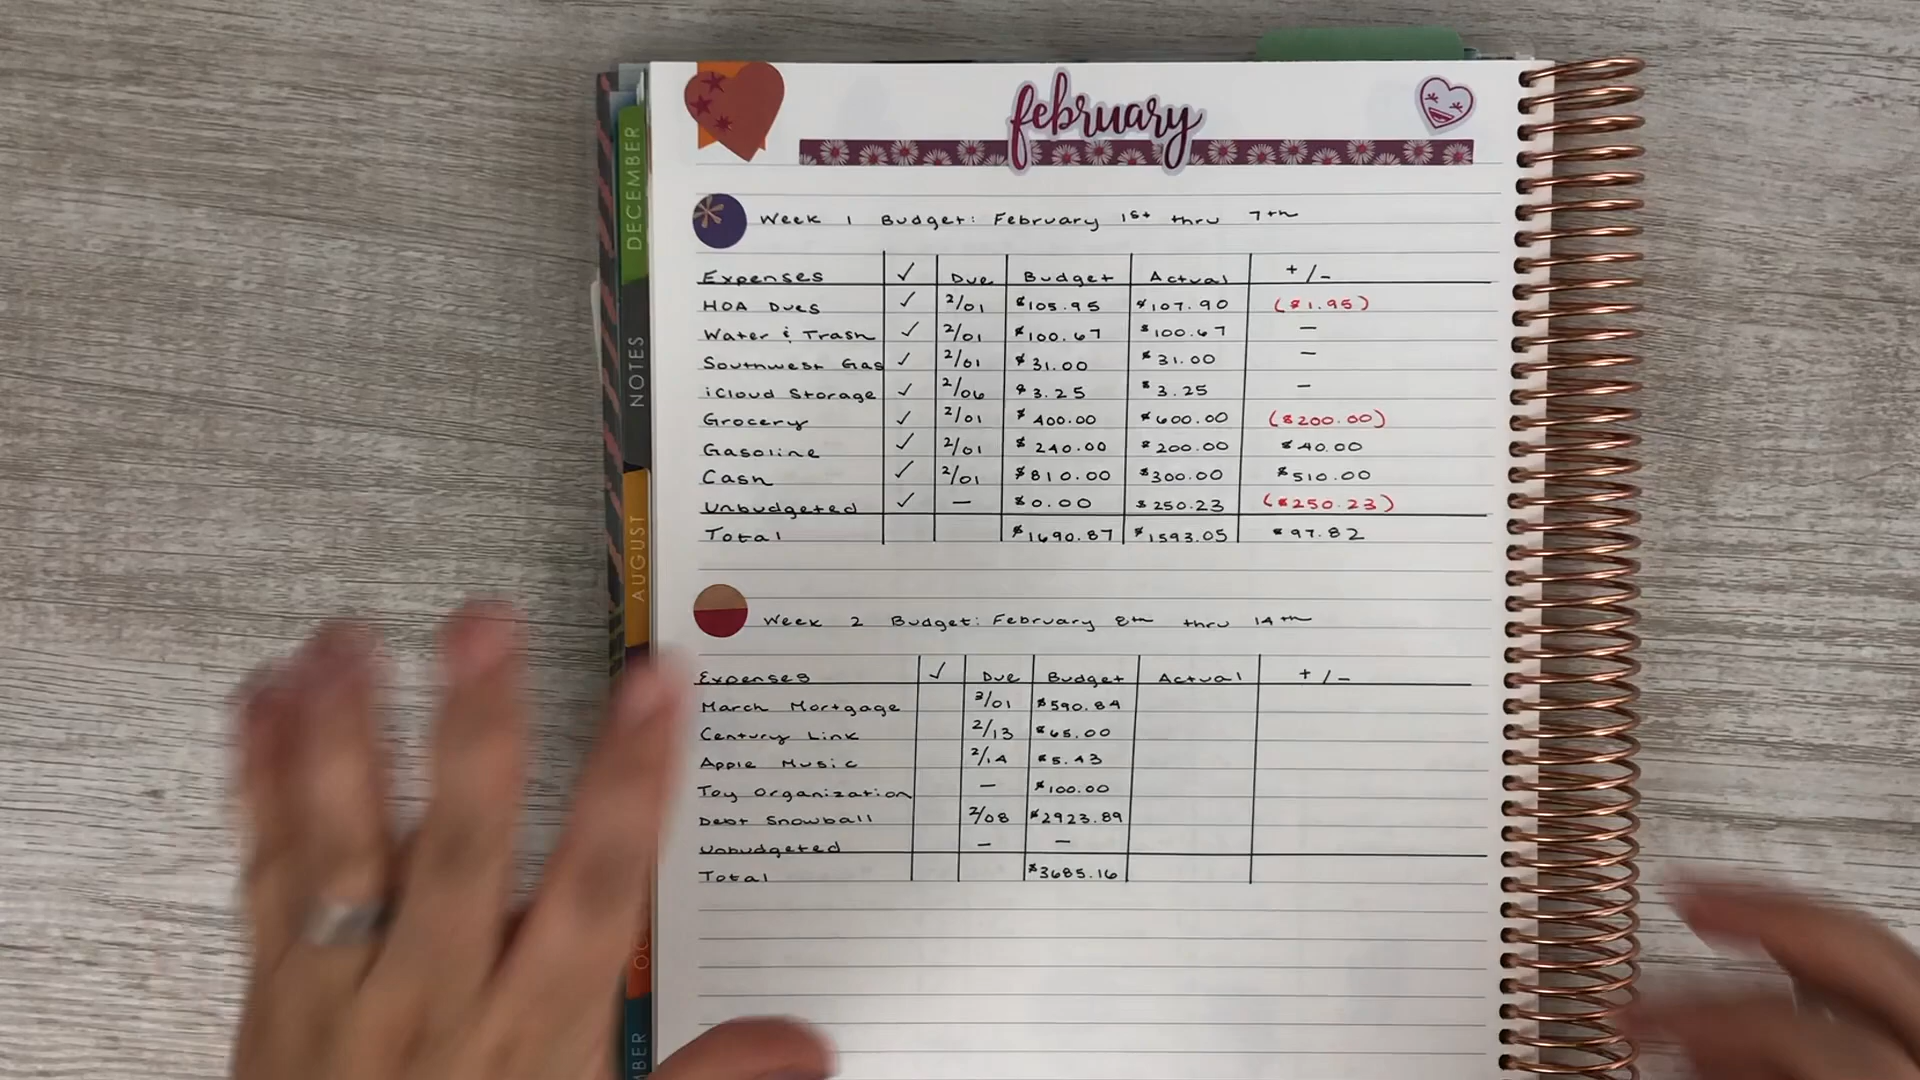 february
Week 1 Budget: February 1st thru 7th
Expenses ✓ Due Budget Actual +/-
HOA Dues ✓ 2/01 $105.95 $107.90 ($1.95)
Water & Trash ✓ 2/01 $100.67 $100.67 —
Southwest Gas ✓ 2/01 $31.00 $31.00 —
iCloud Storage ✓ 2/06 $3.25 $3.25 —
Grocery ✓ 2/01 $400.00 $600.00 ($200.00)
Gasoline ✓ 2/01 $240.00 $200.00 $40.00
Cash ✓ 2/01 $810.00 $300.00 $510.00
Unbudgeted ✓ — $0.00 $250.23 ($250.23)
Total $1690.87 $1593.05 $97.82
Week 2 Budget: February 8th thru 14th
Expenses ✓ Due Budget Actual +/-
March Mortgage 3/01 $590.84
Century Link 2/13 $65.00
Apple Music 2/14 $5.43
Toy Organization — $100.00
Debt Snowball 2/08 $2923.89
Unbudgeted — —
Total $3685.16
DECEMBER
NOTES
AUGUST